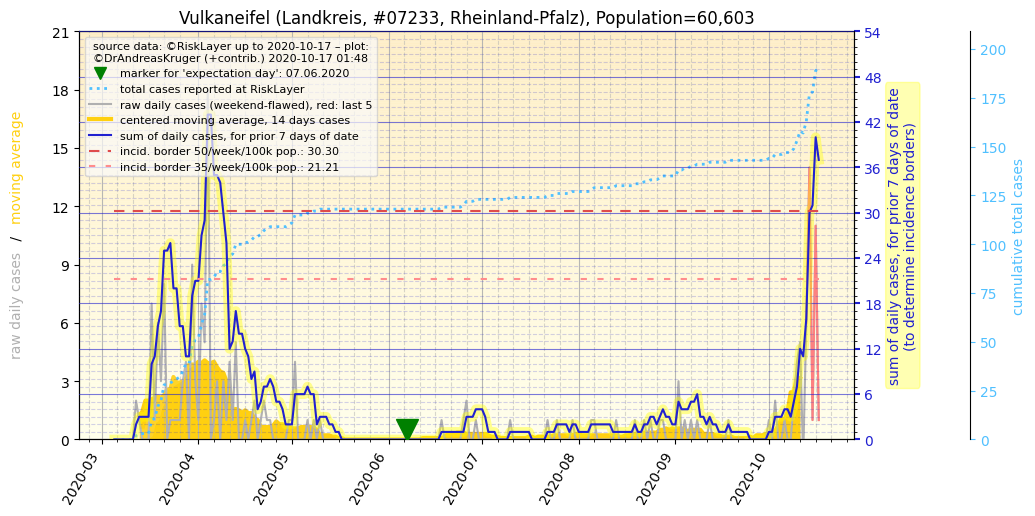 Vulkaneifel (Landkreis, #07233, Rheinland-Pfalz), Population=60,603
source data: ©RiskLayer up to 2020-10-17 – plot:
©DrAndreasKruger (+contrib.) 2020-10-17 01:48
marker for 'expectation day': 07.06.2020
total cases reported at RiskLayer
raw daily cases (weekend-flawed), red: last 5
centered moving average, 14 days cases
sum of daily cases, for prior 7 days of date
incid. border 50/week/100k pop.: 30.30
incid. border 35/week/100k pop.: 21.21
raw daily cases / moving average
21
18
15
12
9
6
3
0
2020-03
2020-04
2020-05
2020-06
2020-07
2020-08
2020-09
2020-10
54
48
42
36
30
24
18
12
6
0
sum of daily cases, for prior 7 days of date
(to determine incidence borders)
200
175
150
125
100
75
50
25
0
cumulative total cases